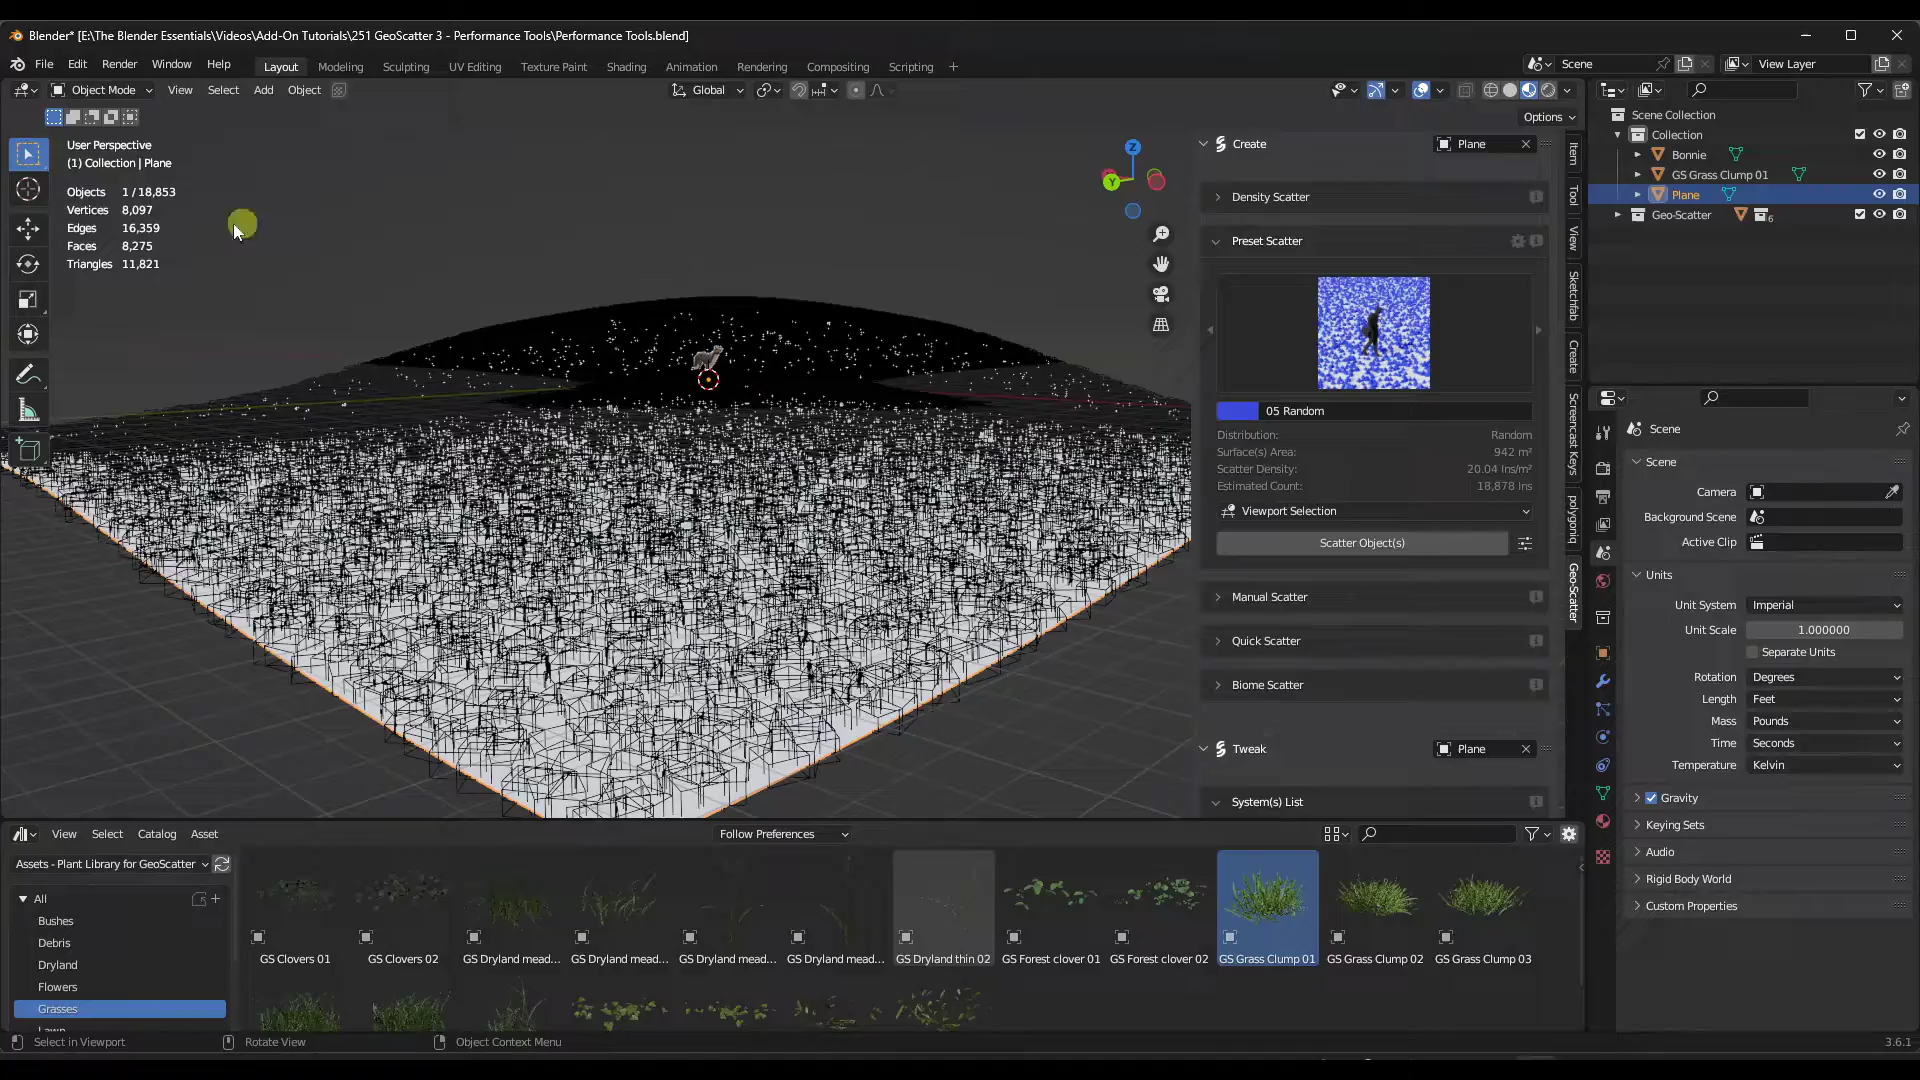 Blender* [E:\The Blender Essentials\Videos\Add-On Tutorials\251 GeoScatter 3 - Performance Tools\Performance Tools.blend]
File Edit Render Window Help
Layout Modeling Sculpting UV Editing Texture Paint Shading Animation Rendering Compositing Scripting +
Scene
View Layer
Object Mode View Select Add Object
Global
Options
User Perspective
(1) Collection | Plane
Objects 1 / 18,853
Vertices 8,097
Edges 16,359
Faces 8,275
Triangles 11,821
Z
Y
Create
Plane
Density Scatter
Preset Scatter
05 Random
Distribution: Random
Surface(s) Area: 942 m²
Scatter Density: 20.04 Ins/m²
Estimated Count: 18,878 Ins
Viewport Selection
Scatter Object(s)
Manual Scatter
Quick Scatter
Biome Scatter
Tweak
Plane
System(s) List
Item
Tool
View
Sketchfab
Create
Screencast Keys
polygoniq
Geo-Scatter
Scene Collection
Collection
Bonnie
GS Grass Clump 01
Plane
Geo-Scatter 6
Scene
Scene
Camera
Background Scene
Active Clip
Units
Unit System Imperial
Unit Scale 1.000000
Separate Units
Rotation Degrees
Length Feet
Mass Pounds
Time Seconds
Temperature Kelvin
Gravity
Keying Sets
Audio
Rigid Body World
Custom Properties
View Select Catalog Asset
Follow Preferences
Assets - Plant Library for GeoScatter
All
Bushes
Debris
Dryland
Flowers
Grasses
Lawn
GS Clovers 01
GS Clovers 02
GS Dryland mead...
GS Dryland mead...
GS Dryland mead...
GS Dryland mead...
GS Dryland thin 02
GS Forest clover 01
GS Forest clover 02
GS Grass Clump 01
GS Grass Clump 02
GS Grass Clump 03
Select in Viewport
Rotate View
Object Context Menu
3.6.1